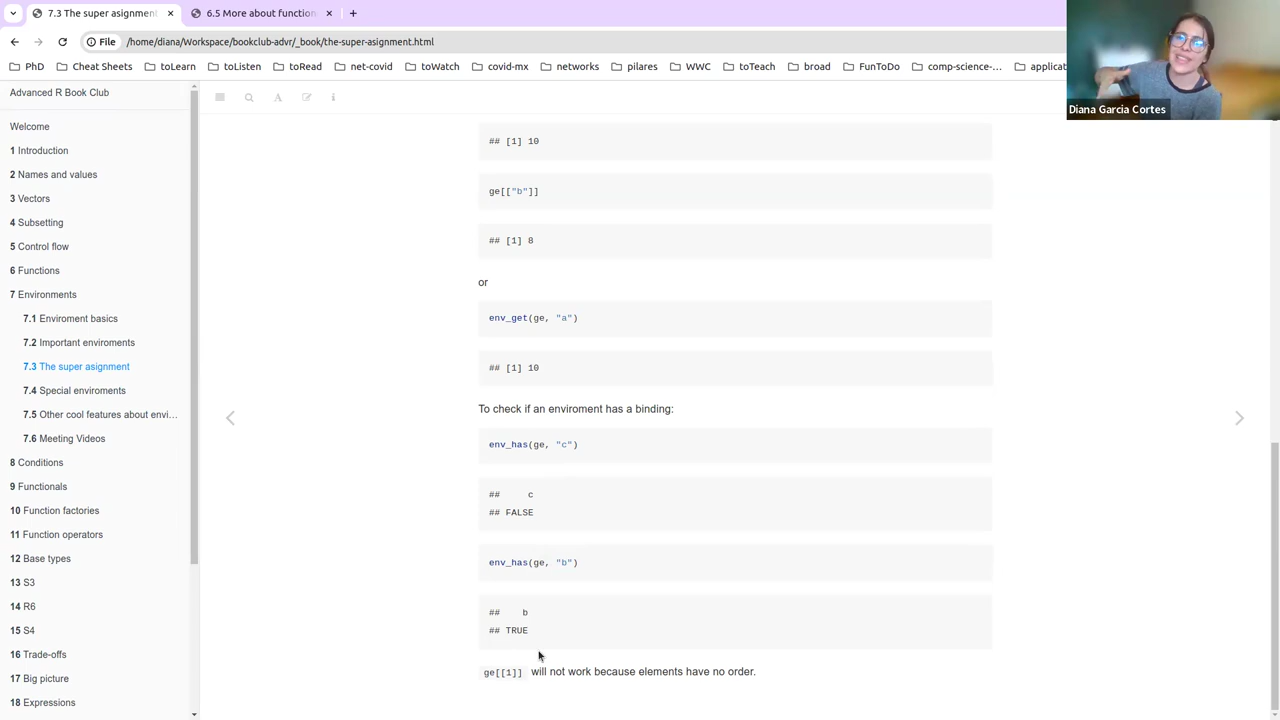 7.3 The super asignment
6.5 More about function
File
/home/diana/Workspace/bookclub-advr/_book/the-super-asignment.html
PhD
Cheat Sheets
toLearn
toListen
toRead
net-covid
toWatch
covid-mx
networks
pilares
WWC
toTeach
broad
FunToDo
comp-science-...
applicat
Diana Garcia Cortes
Advanced R Book Club
Welcome
1 Introduction
2 Names and values
3 Vectors
4 Subsetting
5 Control flow
6 Functions
7 Environments
7.1 Enviroment basics
7.2 Important enviroments
7.3 The super asignment
7.4 Special enviroments
7.5 Other cool features about envi...
7.6 Meeting Videos
8 Conditions
9 Functionals
10 Function factories
11 Function operators
12 Base types
13 S3
14 R6
15 S4
16 Trade-offs
17 Big picture
18 Expressions
## [1] 10
ge[["b"]]
## [1] 8
or
env_get(ge, "a")
## [1] 10
To check if an enviroment has a binding:
env_has(ge, "c")
##     c
## FALSE
env_has(ge, "b")
##    b
## TRUE
ge[[1]] will not work because elements have no order.